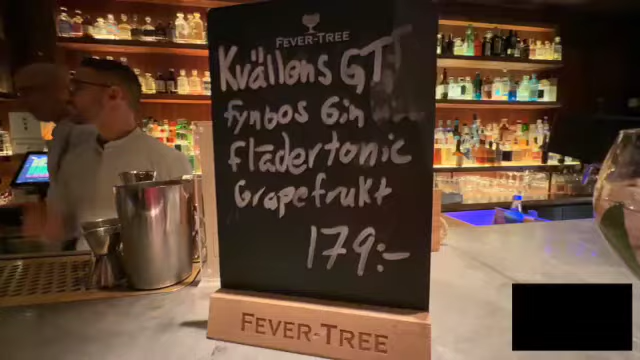 FEVER-TREE
Kvällens GT
Fynbos Gin
Flädertonic
Grapefrukt
179:-
FEVER-TREE